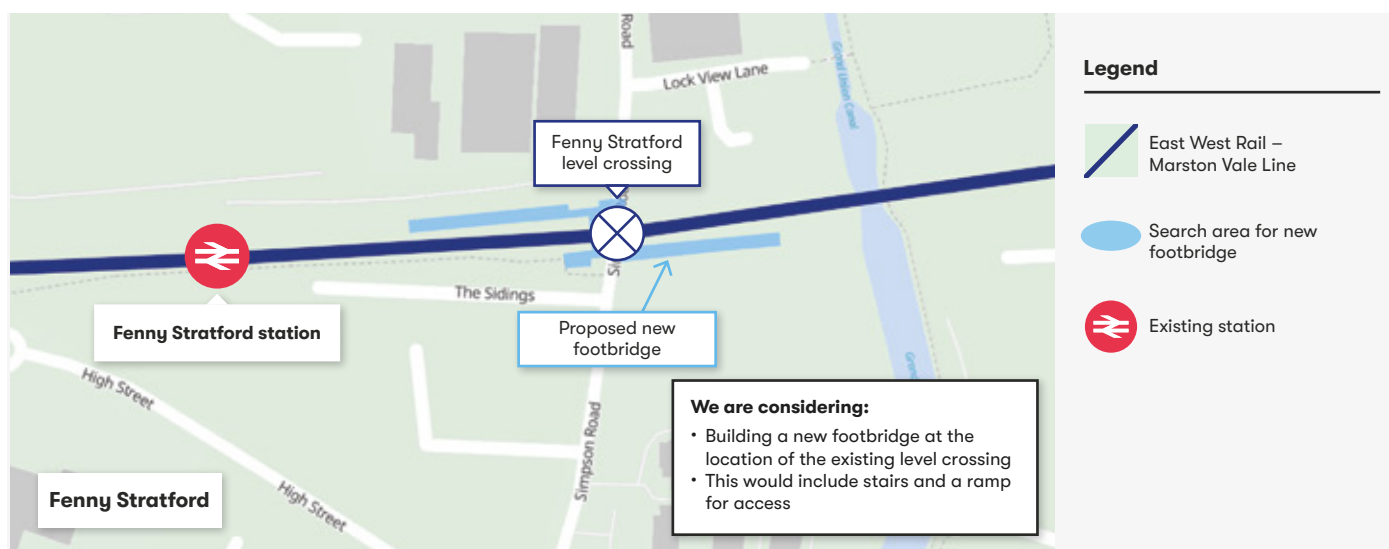 Road
Lock View Lane
Grand Union Canal
Fenny Stratford
level crossing
The Sidings
Fenny Stratford station
Proposed new
footbridge
High Street
Simpson Road
High Street
Fenny Stratford
We are considering:
• Building a new footbridge at the
location of the existing level crossing
• This would include stairs and a ramp
for access
Legend
East West Rail –
Marston Vale Line
Search area for new
footbridge
Existing station